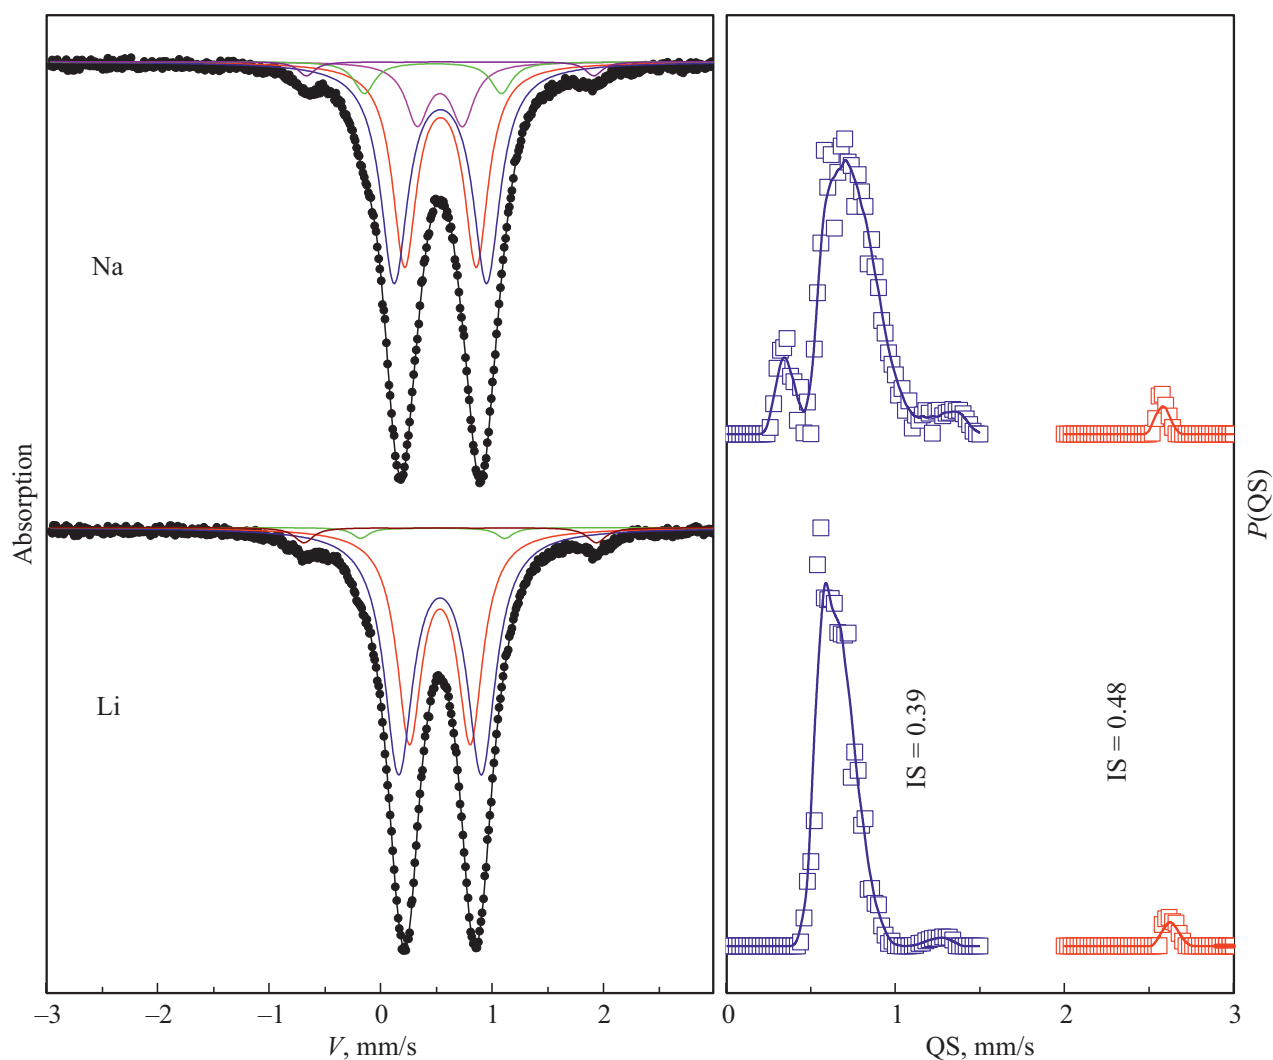 Absorption
Na
Li
–3 –2 –1 0 1 2
V, mm/s
IS = 0.39
IS = 0.48
0 1 2 3
QS, mm/s
P(QS)